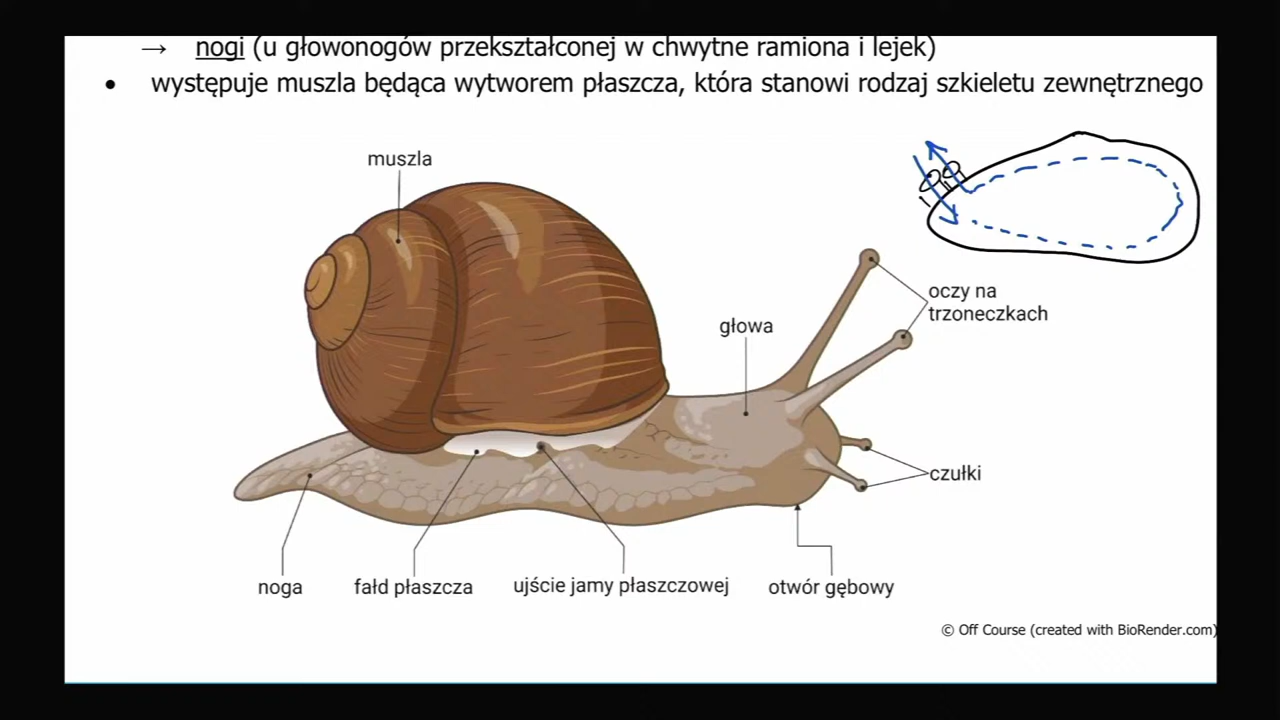 → nogi (u głowonogów przekształconej w chwytne ramiona i lejek)
• występuje muszla będąca wytworem płaszcza, która stanowi rodzaj szkieletu zewnętrznego
muszla
oczy na
trzoneczkach
głowa
czułki
noga
fałd płaszcza
ujście jamy płaszczowej
otwór gębowy
© Off Course (created with BioRender.com)